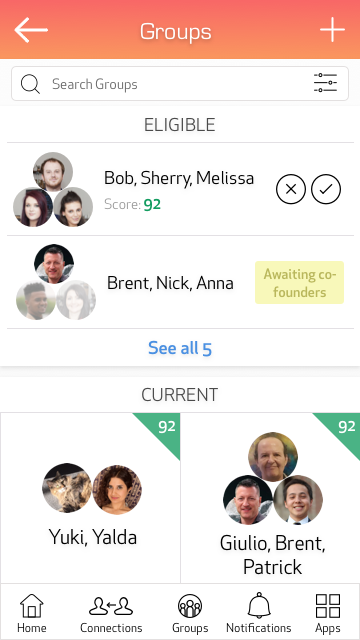 Groups
Search Groups
ELIGIBLE
Bob, Sherry, Melissa
Score: 92
Brent, Nick, Anna
Awaiting co-
founders
See all 5
CURRENT
92
92
Yuki, Yalda
Giulio, Brent,
Patrick
Home
Connections
Groups
Notifications
Apps